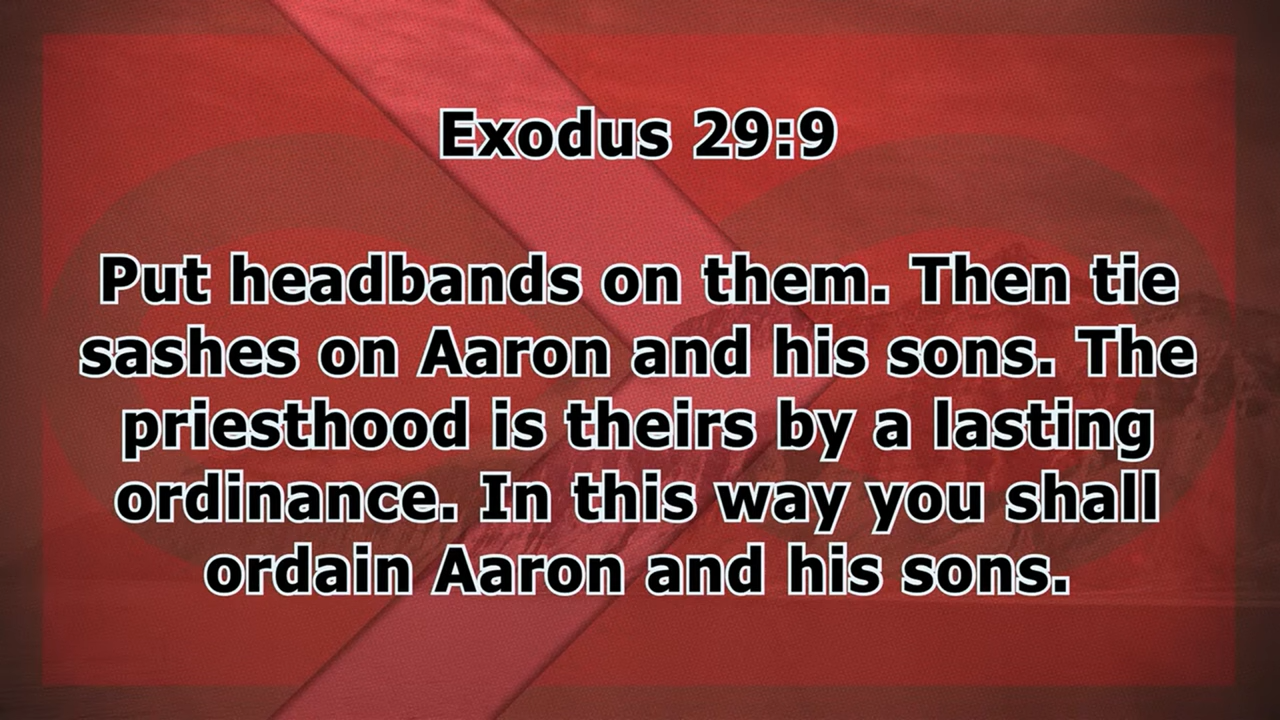 Exodus 29:9
Put headbands on them. Then tie
sashes on Aaron and his sons. The
priesthood is theirs by a lasting
ordinance. In this way you shall
ordain Aaron and his sons.